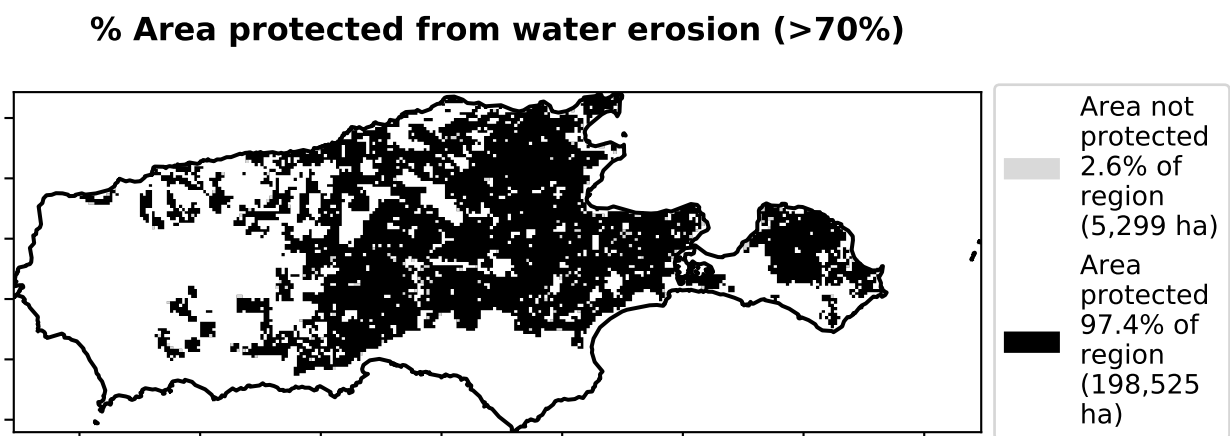 % Area protected from water erosion (>70%)
Area not
protected
2.6% of
region
(5,299 ha)
Area
protected
97.4% of
region
(198,525
ha)